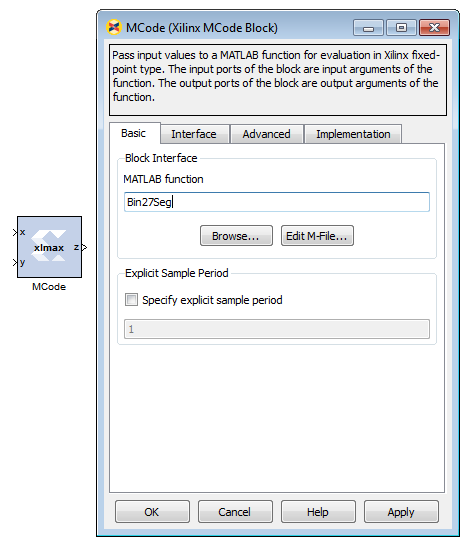 MCode (Xilinx MCode Block)
Pass input values to a MATLAB function for evaluation in Xilinx fixed-
point type. The input ports of the block are input arguments of the
function. The output ports of the block are output arguments of the
function.
Basic Interface Advanced Implementation
Block Interface
MATLAB function
Bin27Seg
Browse... Edit M-File...
x
xlmax z
y
MCode
Explicit Sample Period
Specify explicit sample period
1
OK Cancel Help Apply